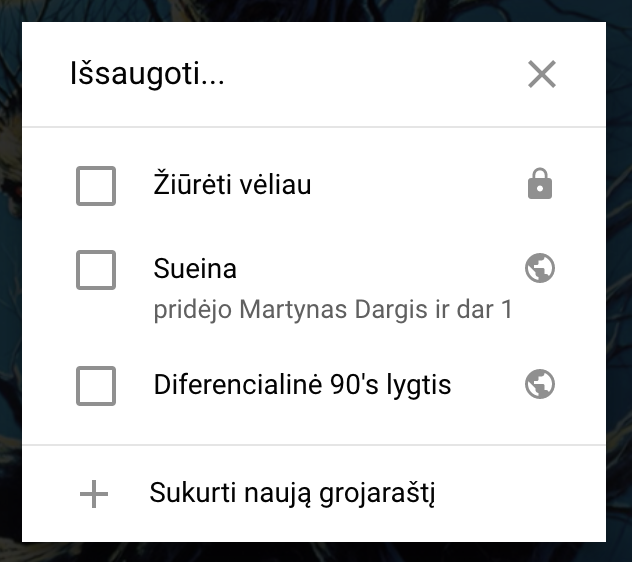 Išsaugoti...
Žiūrėti vėliau
Sueina
pridėjo Martynas Dargis ir dar 1
Diferencialinė 90's lygtis
Sukurti naują grojaraštį